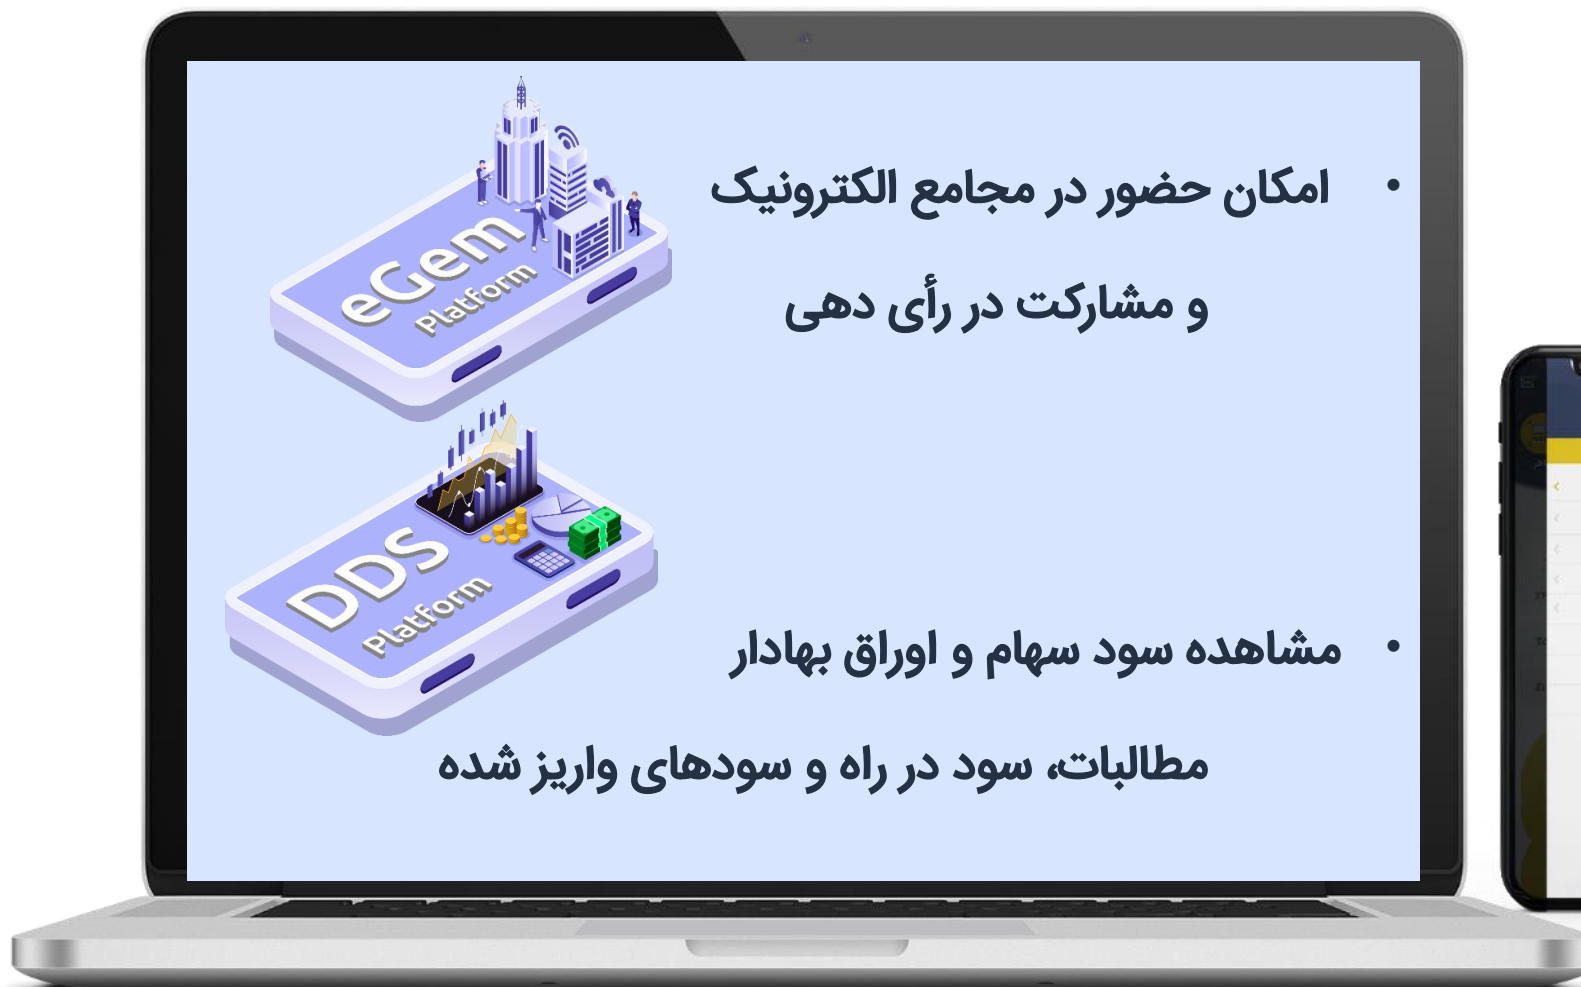 eGem
Platform
• امکان حضور در مجامع الکترونیک
و مشارکت در رأی دهی
DDS
Platform
• مشاهده سود سهام و اوراق بهادار
مطالبات، سود در راه و سودهای واریز شده